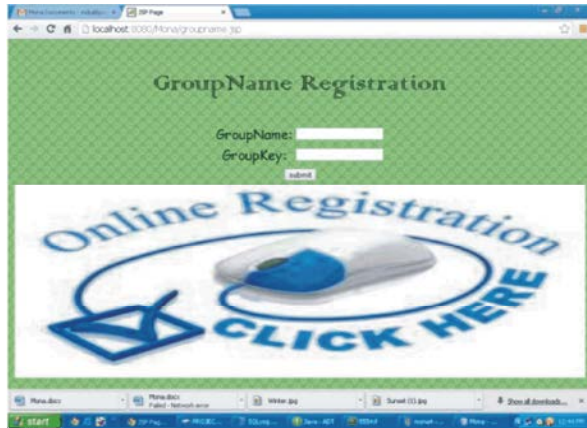 JSP Page
localhost:8080/Mona/groupname.jsp
GroupName Registration
GroupName:
GroupKey:
submit
Online Registration
CLICK HERE
Mona.docx
Mona.docx
Failed - Network error
Winter.jpg
Sunset (1).jpg
Show all downloads...
start